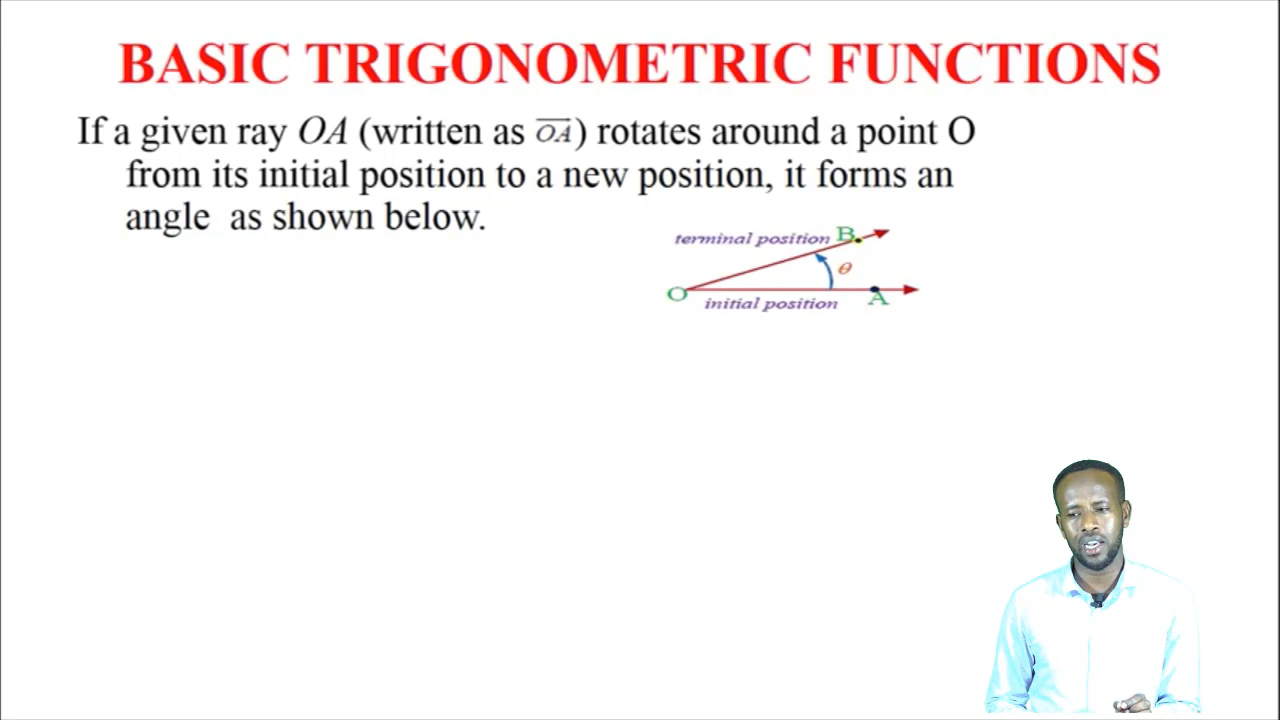 BASIC TRIGONOMETRIC FUNCTIONS
If a given ray OA (written as OA) rotates around a point O
from its initial position to a new position, it forms an
angle as shown below.
terminal position B
θ
O
A
initial position